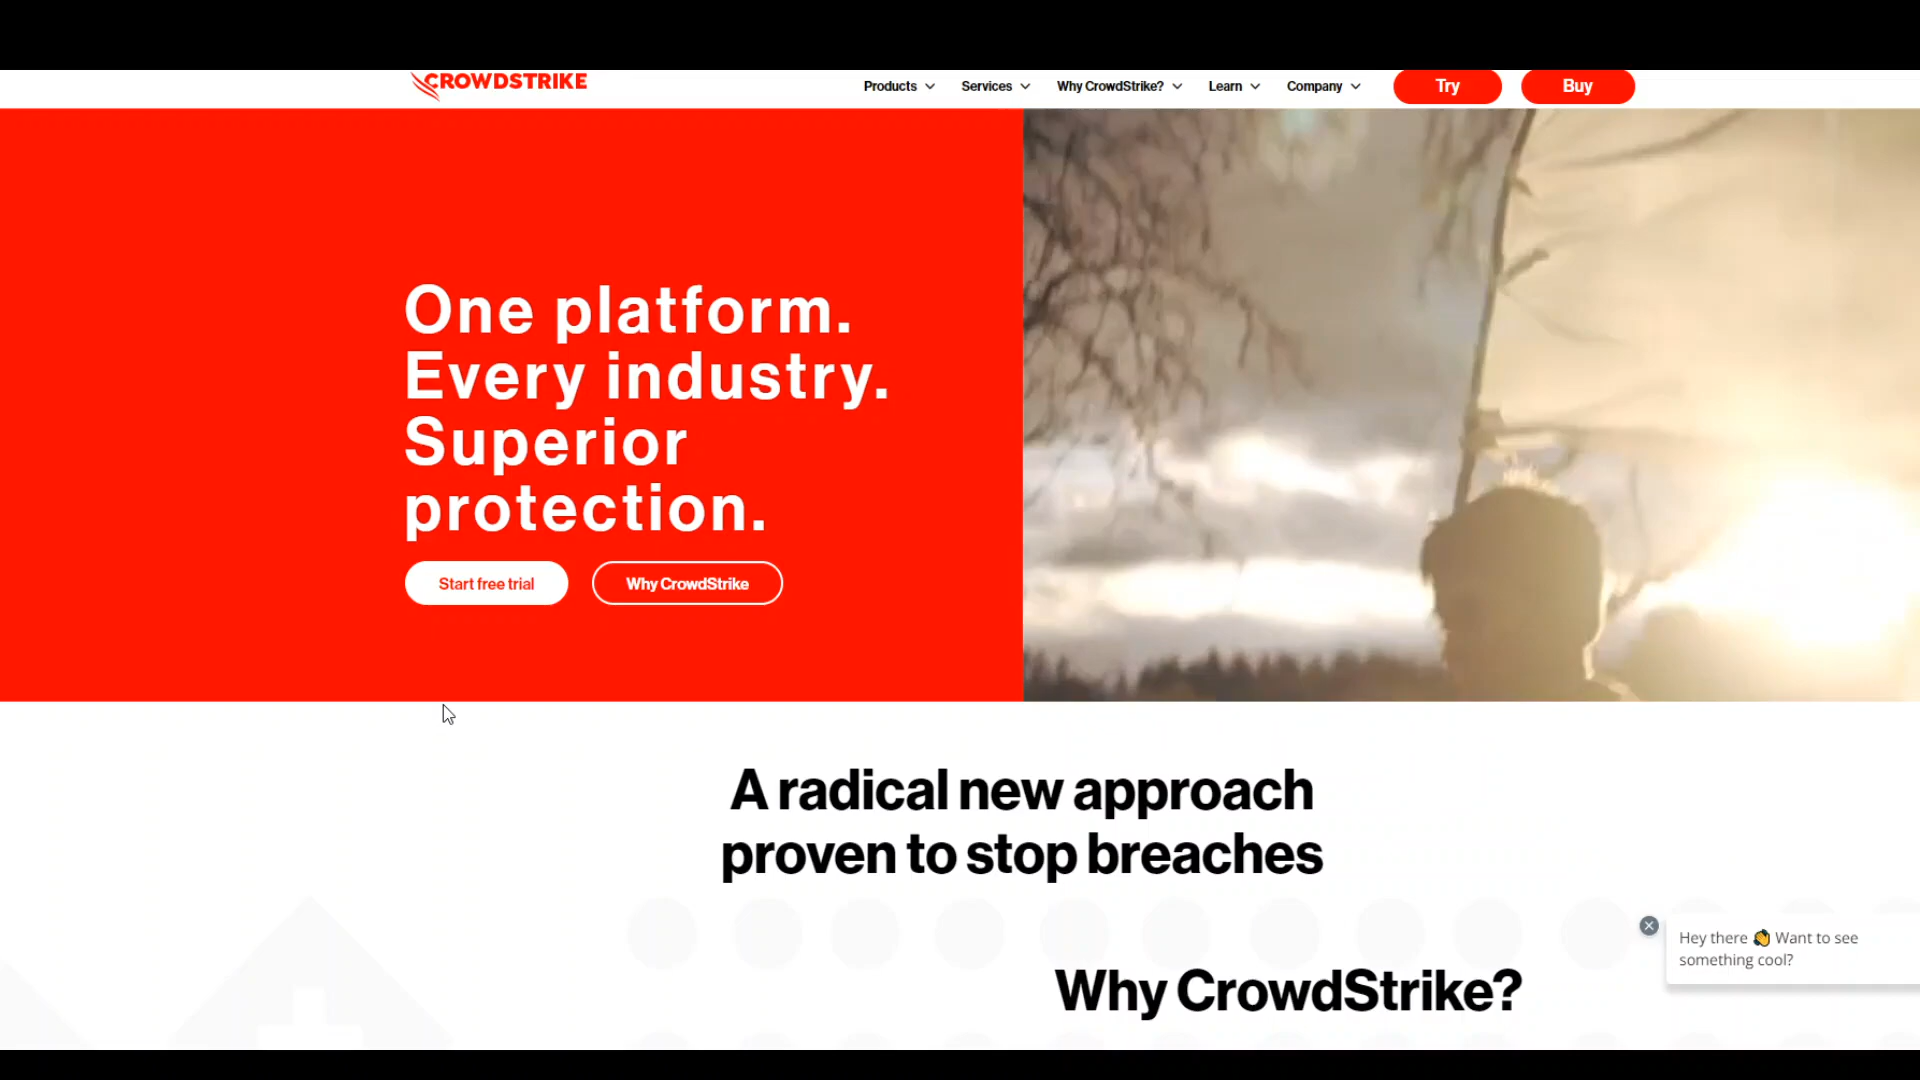 CROWDSTRIKE
Products
Services
Why CrowdStrike?
Learn
Company
Try
Buy
One platform.
Every industry.
Superior
protection.
Start free trial
Why CrowdStrike
A radical new approach
proven to stop breaches
Why CrowdStrike?
Hey there 👋 Want to see
something cool?